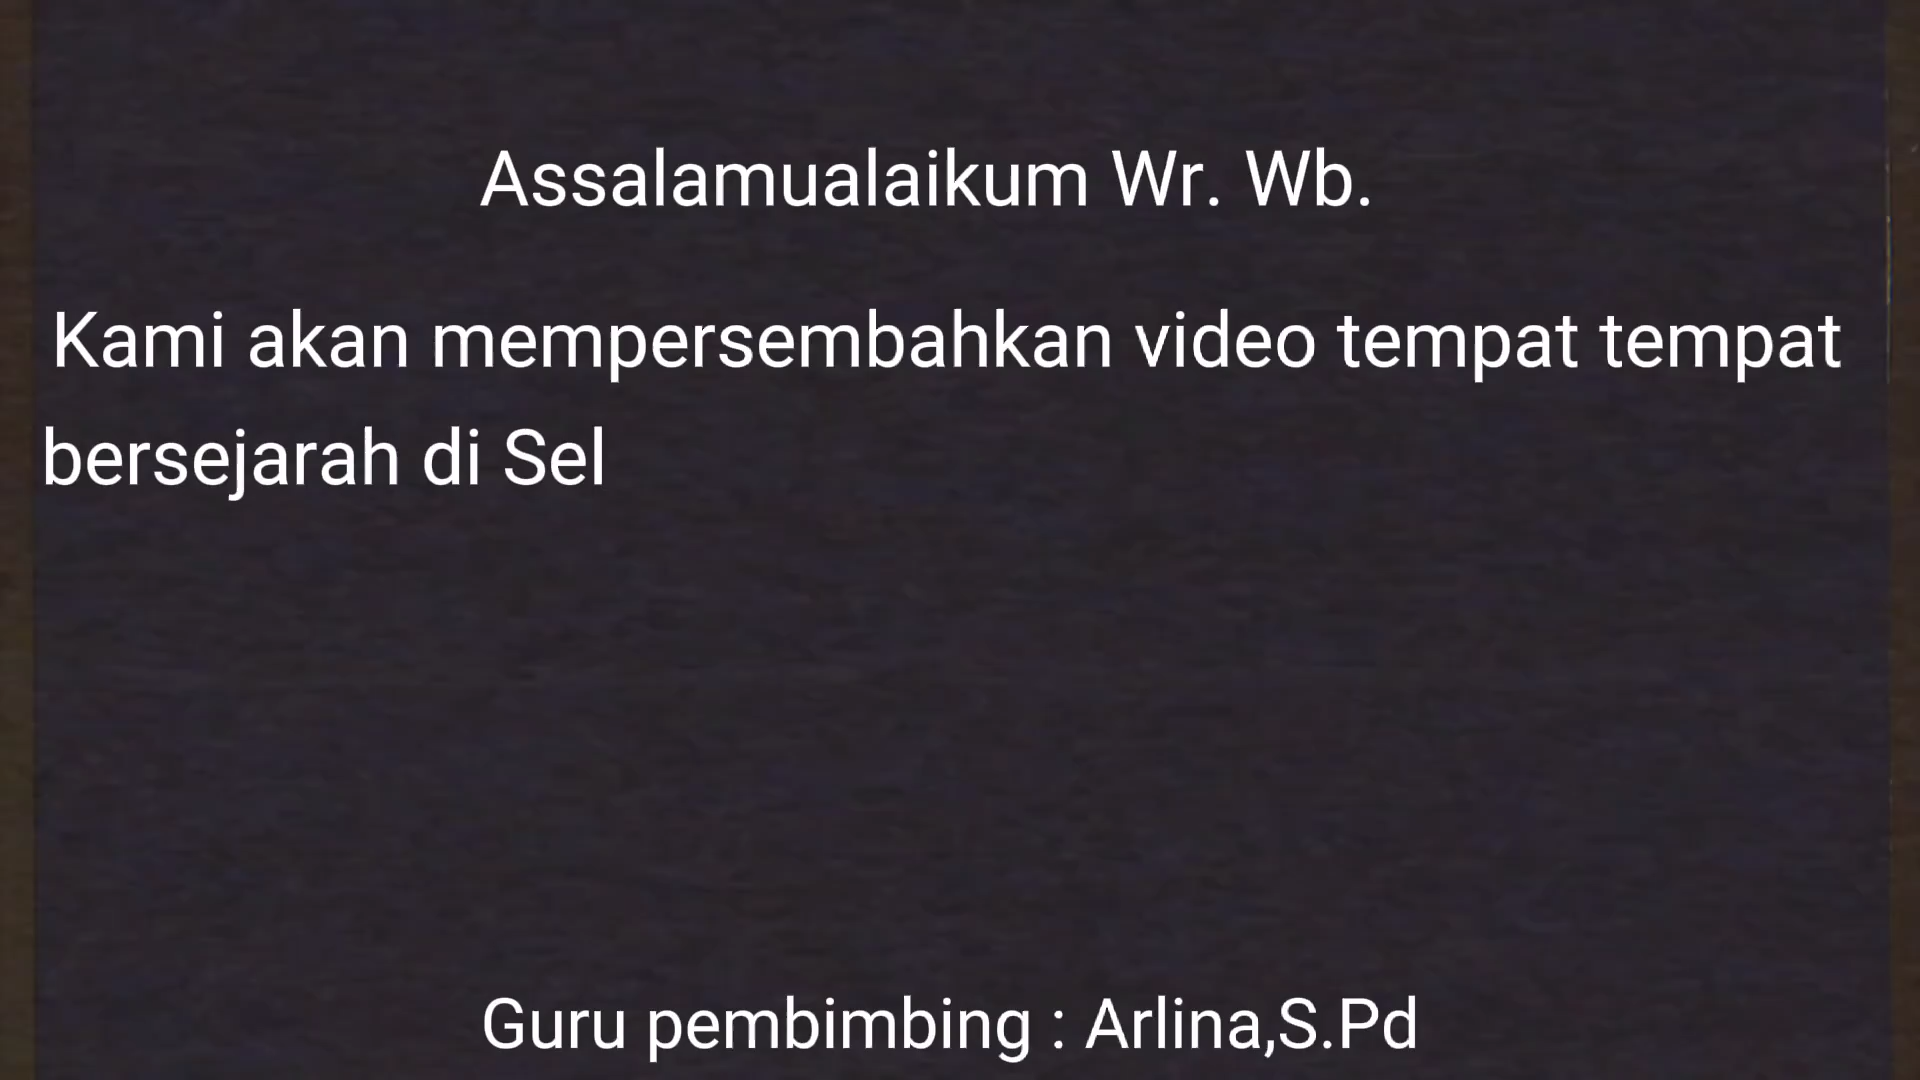 Assalamualaikum Wr. Wb.
Kami akan mempersembahkan video tempat tempat
bersejarah di Sel
Guru pembimbing : Arlina,S.Pd